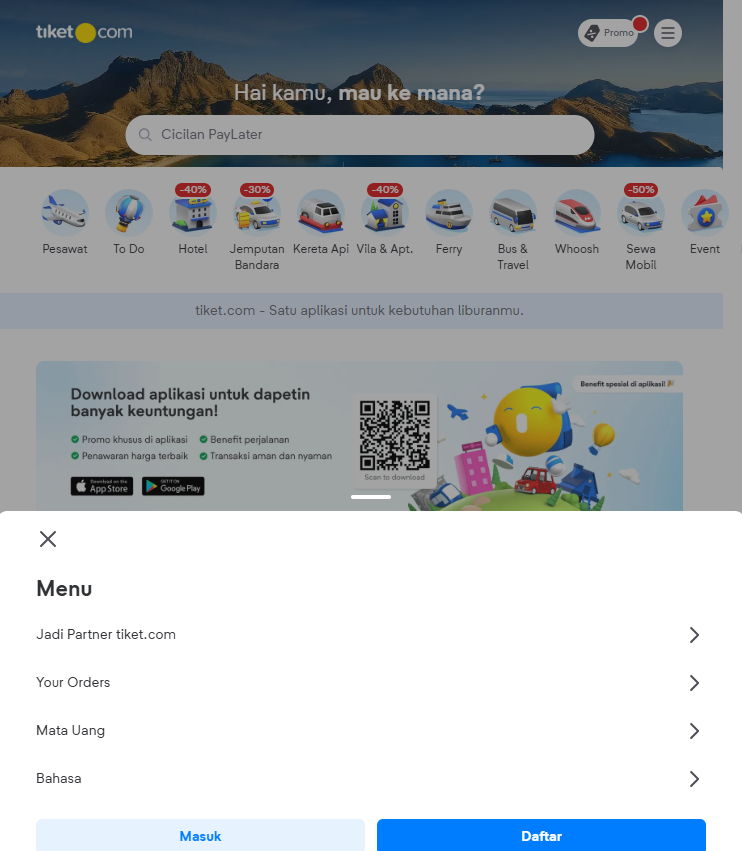 tiket com
Promo
Hai kamu, mau ke mana?
Cicilan PayLater
-40%
-30%
-40%
-50%
Pesawat
To Do
Hotel
Jemputan
Bandara
Kereta Api
Vila & Apt.
Ferry
Bus &
Travel
Whoosh
Sewa
Mobil
Event
tiket.com - Satu aplikasi untuk kebutuhan liburanmu.
Benefit spesial di aplikasi!
Download aplikasi untuk dapetin
banyak keuntungan!
Promo khusus di aplikasi
Benefit perjalanan
Penawaran harga terbaik
Transaksi aman dan nyaman
Download on the
App Store
GET IT ON
Google Play
Scan to download
Menu
Jadi Partner tiket.com
Your Orders
Mata Uang
Bahasa
Masuk
Daftar